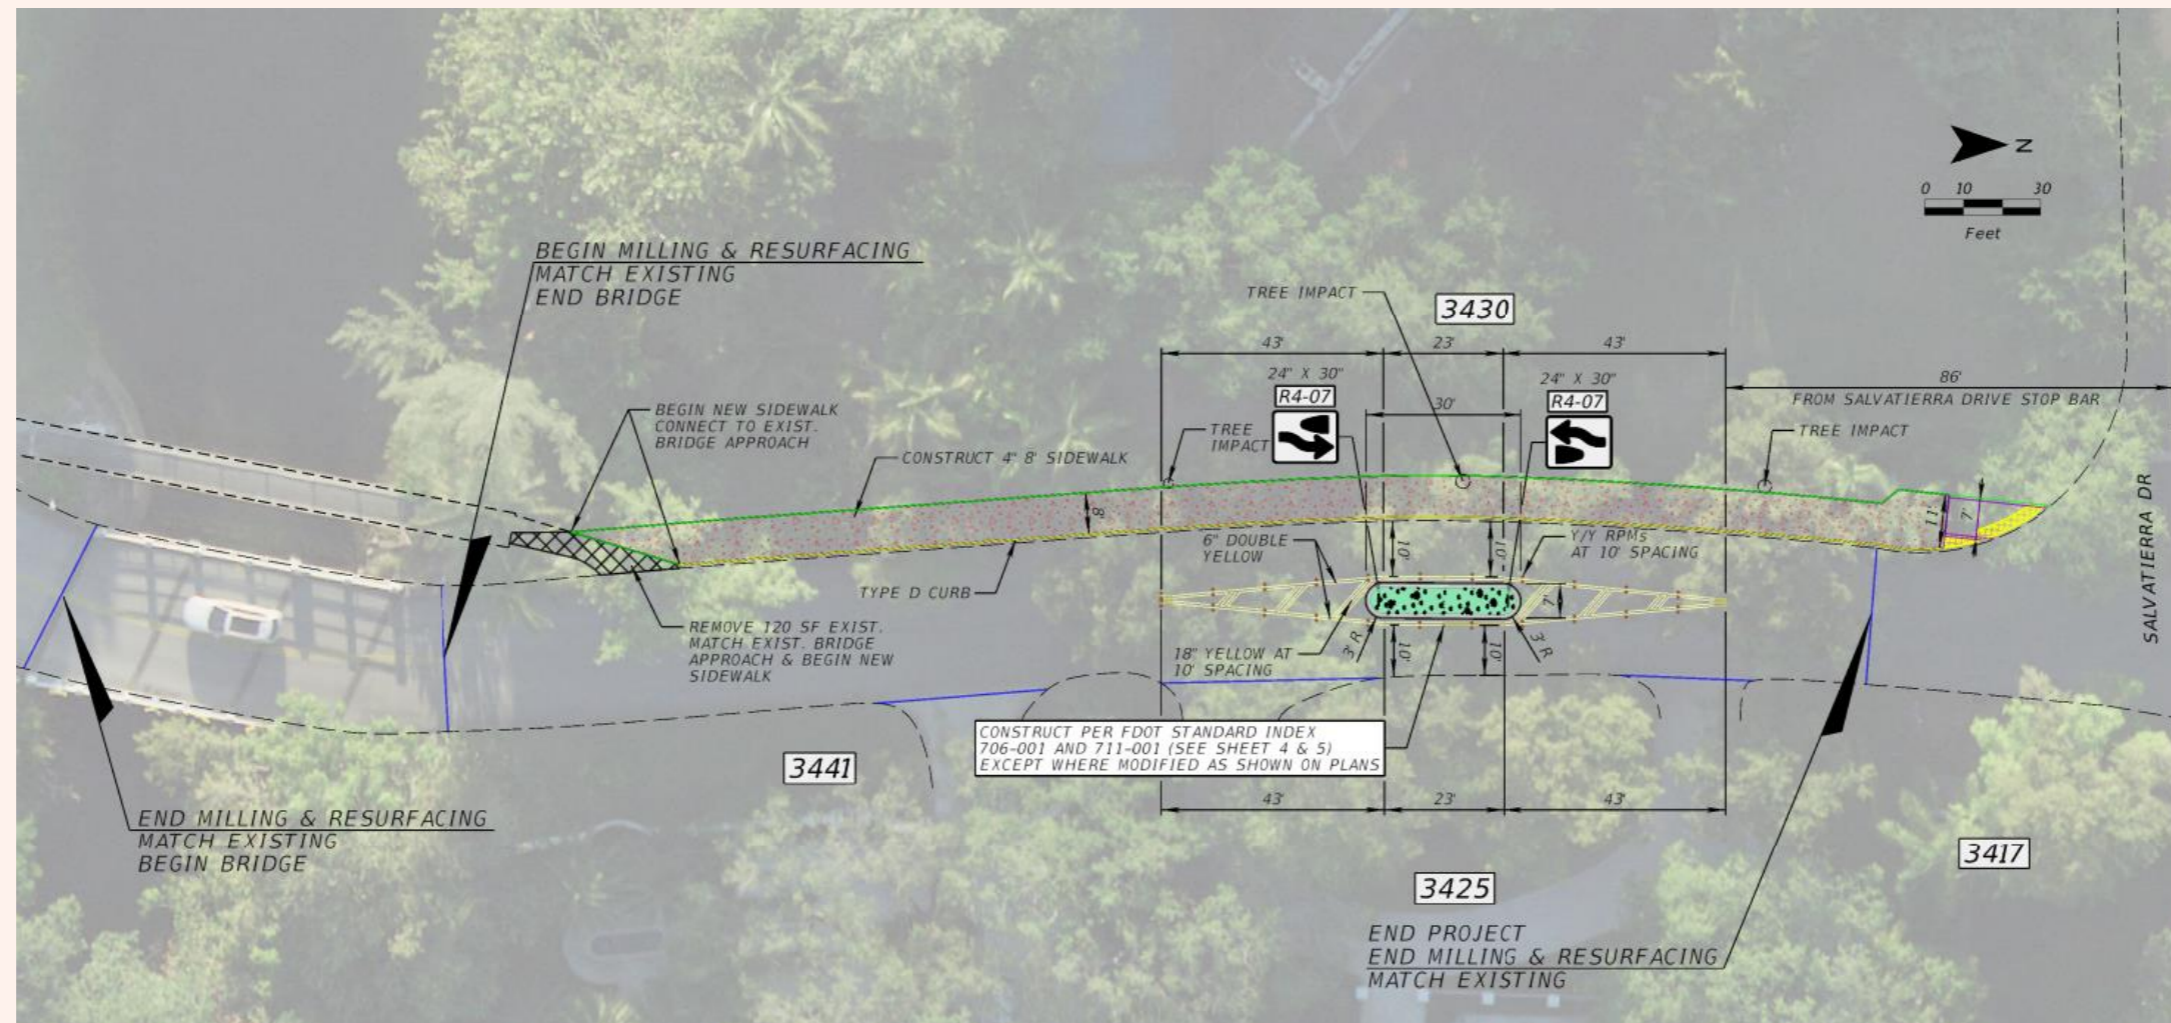 N
0 10 30
Feet
BEGIN MILLING & RESURFACING
MATCH EXISTING
END BRIDGE
TREE IMPACT
3430
43'
23'
43'
24" X 30"
R4-07
24" X 30"
R4-07
30'
86'
FROM SALVATIERRA DRIVE STOP BAR
BEGIN NEW SIDEWALK
CONNECT TO EXIST.
BRIDGE APPROACH
TREE
IMPACT
TREE IMPACT
CONSTRUCT 4" 8' SIDEWALK
8'
11'
7'
SALVATIERRA DR
6" DOUBLE
YELLOW
10'
10'
Y/Y RPMs
AT 10' SPACING
TYPE D CURB
7'
REMOVE 120 SF EXIST.
MATCH EXIST. BRIDGE
APPROACH & BEGIN NEW
SIDEWALK
18" YELLOW AT
10' SPACING
3' R
10'
10'
3' R
CONSTRUCT PER FDOT STANDARD INDEX
706-001 AND 711-001 (SEE SHEET 4 & 5)
EXCEPT WHERE MODIFIED AS SHOWN ON PLANS
3441
43'
23'
43'
END MILLING & RESURFACING
MATCH EXISTING
BEGIN BRIDGE
3417
3425
END PROJECT
END MILLING & RESURFACING
MATCH EXISTING